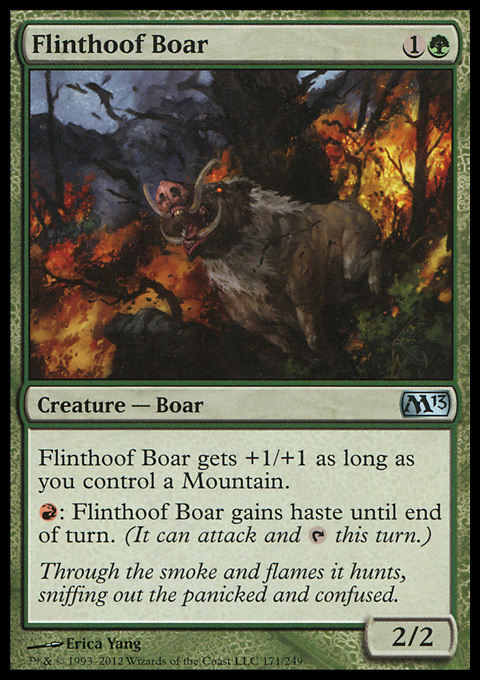 Flinthoof Boar 1
Creature — Boar M13
Flinthoof Boar gets +1/+1 as long as
you control a Mountain.
: Flinthoof Boar gains haste until end
of turn. (It can attack and this turn.)
Through the smoke and flames it hunts,
sniffing out the panicked and confused.
Erica Yang
2/2
™ & © 1993–2012 Wizards of the Coast LLC 171/249